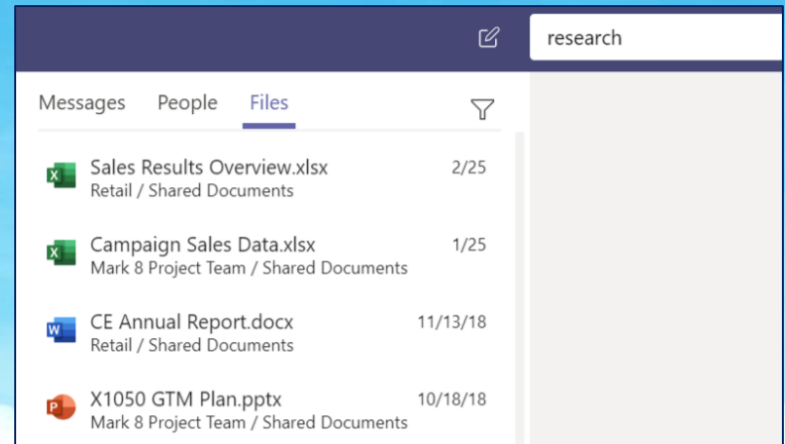 research
Messages People Files
Sales Results Overview.xlsx 2/25
Retail / Shared Documents
Campaign Sales Data.xlsx 1/25
Mark 8 Project Team / Shared Documents
CE Annual Report.docx 11/13/18
Retail / Shared Documents
X1050 GTM Plan.pptx 10/18/18
Mark 8 Project Team / Shared Documents